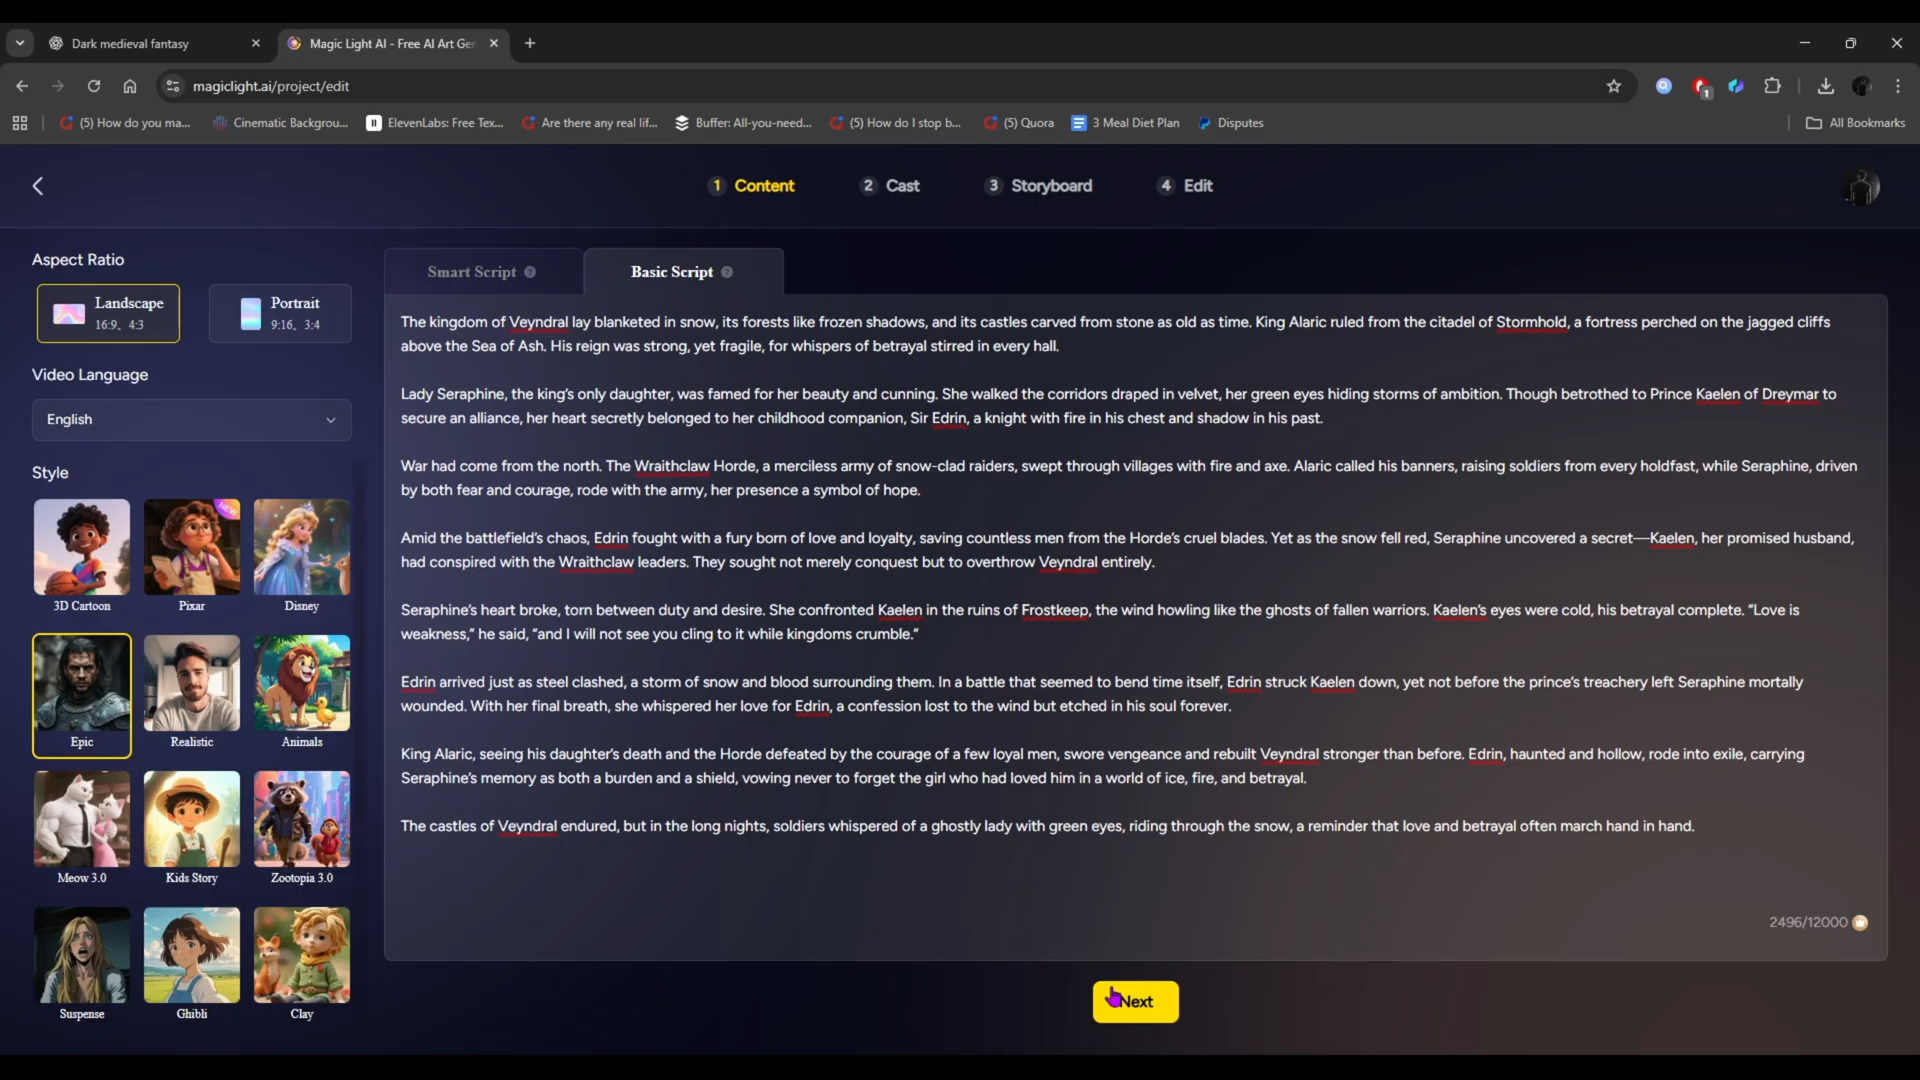 Dark medieval fantasy
Magic Light AI - Free AI Art Gen
magiclight.ai/project/edit
1
(5) How do you ma...
Cinematic Backgrou...
ElevenLabs: Free Tex...
Are there any real lif...
Buffer: All-you-need...
(5) How do I stop b...
(5) Quora
3 Meal Diet Plan
Disputes
All Bookmarks
1 Content
2 Cast
3 Storyboard
4 Edit
Aspect Ratio
Landscape
16:9、4:3
Portrait
9:16、3:4
Video Language
English
Style
NEW
3D Cartoon
Pixar
Disney
Epic
Realistic
Animals
Meow 3.0
Kids Story
Zootopia 3.0
Suspense
Ghibli
Clay
Smart Script ?
Basic Script ?
The kingdom of Veyndral lay blanketed in snow, its forests like frozen shadows, and its castles carved from stone as old as time. King Alaric ruled from the citadel of Stormhold, a fortress perched on the jagged cliffs
above the Sea of Ash. His reign was strong, yet fragile, for whispers of betrayal stirred in every hall.
Lady Seraphine, the king's only daughter, was famed for her beauty and cunning. She walked the corridors draped in velvet, her green eyes hiding storms of ambition. Though betrothed to Prince Kaelen of Dreymar to
secure an alliance, her heart secretly belonged to her childhood companion, Sir Edrin, a knight with fire in his chest and shadow in his past.
War had come from the north. The Wraithclaw Horde, a merciless army of snow-clad raiders, swept through villages with fire and axe. Alaric called his banners, raising soldiers from every holdfast, while Seraphine, driven
by both fear and courage, rode with the army, her presence a symbol of hope.
Amid the battlefield's chaos, Edrin fought with a fury born of love and loyalty, saving countless men from the Horde's cruel blades. Yet as the snow fell red, Seraphine uncovered a secret—Kaelen, her promised husband,
had conspired with the Wraithclaw leaders. They sought not merely conquest but to overthrow Veyndral entirely.
Seraphine's heart broke, torn between duty and desire. She confronted Kaelen in the ruins of Frostkeep, the wind howling like the ghosts of fallen warriors. Kaelen's eyes were cold, his betrayal complete. "Love is
weakness," he said, "and I will not see you cling to it while kingdoms crumble."
Edrin arrived just as steel clashed, a storm of snow and blood surrounding them. In a battle that seemed to bend time itself, Edrin struck Kaelen down, yet not before the prince's treachery left Seraphine mortally
wounded. With her final breath, she whispered her love for Edrin, a confession lost to the wind but etched in his soul forever.
King Alaric, seeing his daughter's death and the Horde defeated by the courage of a few loyal men, swore vengeance and rebuilt Veyndral stronger than before. Edrin, haunted and hollow, rode into exile, carrying
Seraphine's memory as both a burden and a shield, vowing never to forget the girl who had loved him in a world of ice, fire, and betrayal.
The castles of Veyndral endured, but in the long nights, soldiers whispered of a ghostly lady with green eyes, riding through the snow, a reminder that love and betrayal often march hand in hand.
2496/12000
Next